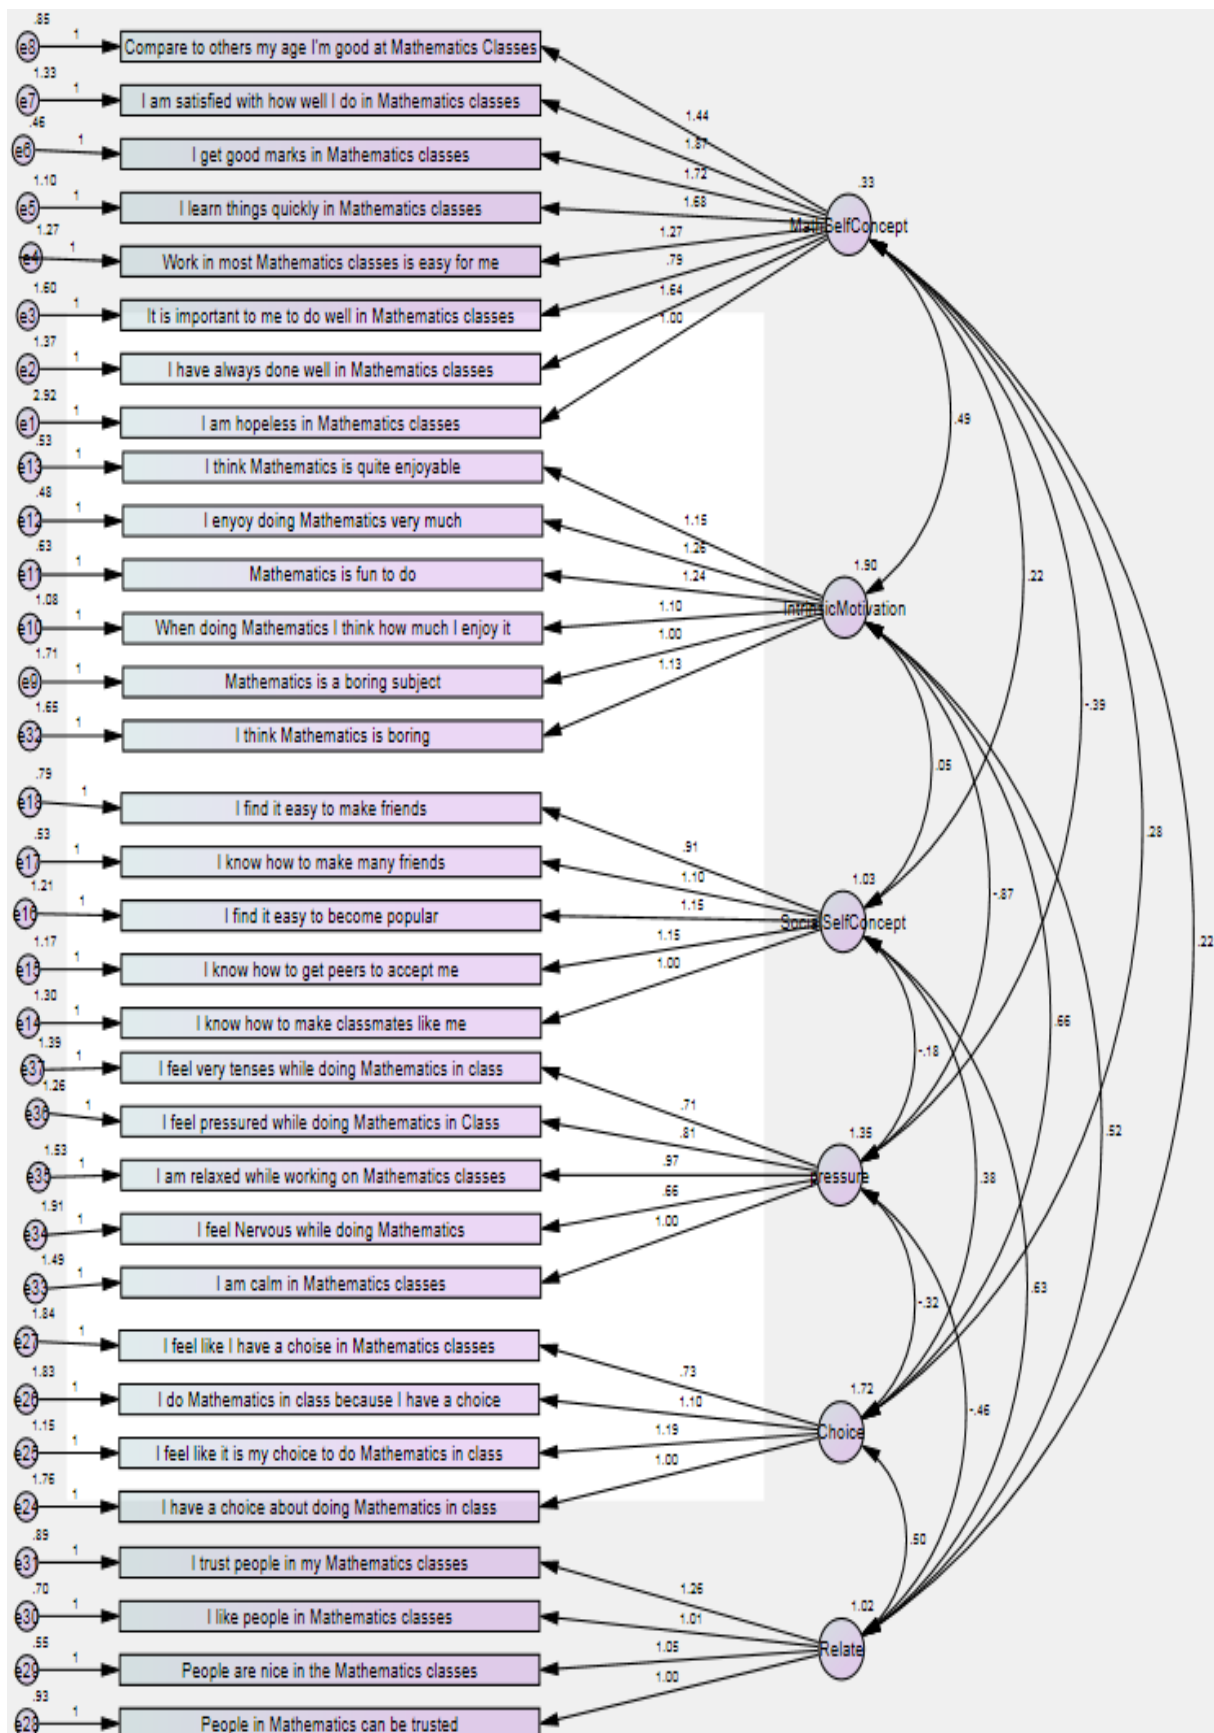 .85
e8 1 Compare to others my age I'm good at Mathematics Classes
1.33
e7 1 I am satisfied with how well I do in Mathematics classes
.46
e6 1 I get good marks in Mathematics classes
1.10
e5 1 I learn things quickly in Mathematics classes
1.27
e4 1 Work in most Mathematics classes is easy for me
1.60
e3 1 It is important to me to do well in Mathematics classes
1.37
e2 1 I have always done well in Mathematics classes
2.92
e1 1 I am hopeless in Mathematics classes
1.44
1.87
1.72
1.68
1.27
.79
1.64
1.00
.33
MathSelfConcept
.53
e13 1 I think Mathematics is quite enjoyable
.48
e12 1 I enyoy doing Mathematics very much
.63
e11 1 Mathematics is fun to do
1.08
e10 1 When doing Mathematics I think how much I enjoy it
1.71
e9 1 Mathematics is a boring subject
1.65
e32 1 I think Mathematics is boring
1.15
1.26
1.24
1.10
1.00
1.13
1.90
IntrinsicMotivation
.79
e18 1 I find it easy to make friends
.53
e17 1 I know how to make many friends
1.21
e16 1 I find it easy to become popular
1.17
e15 1 I know how to get peers to accept me
1.30
e14 1 I know how to make classmates like me
.91
1.10
1.15
1.15
1.00
1.03
SocialSelfConcept
1.39
e37 1 I feel very tenses while doing Mathematics in class
1.26
e36 1 I feel pressured while doing Mathematics in Class
1.53
e35 1 I am relaxed while working on Mathematics classes
1.91
e34 1 I feel Nervous while doing Mathematics
1.49
e33 1 I am calm in Mathematics classes
.71
.81
.97
.66
1.00
1.35
pressure
1.84
e27 1 I feel like I have a choise in Mathematics classes
1.83
e26 1 I do Mathematics in class because I have a choice
1.15
e25 1 I feel like it is my choice to do Mathematics in class
1.76
e24 1 I have a choice about doing Mathematics in class
.73
1.10
1.19
1.00
1.72
Choice
.89
e31 1 I trust people in my Mathematics classes
.70
e30 1 I like people in Mathematics classes
.55
e29 1 People are nice in the Mathematics classes
.93
e28 1 People in Mathematics can be trusted
1.26
1.01
1.05
1.00
1.02
Relate
.49
.22
-.39
.28
.22
.05
-.87
.66
.52
-.18
.38
.63
-.32
-.46
.50